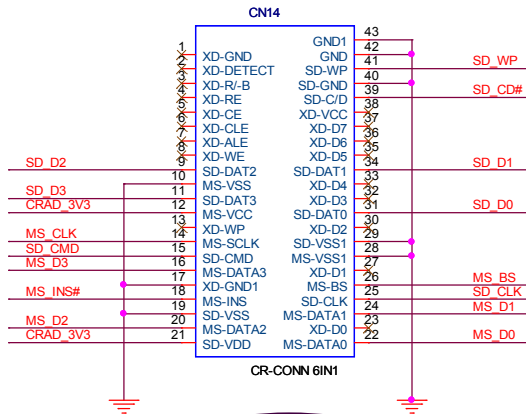 CN14
GND1 43
1 XD-GND GND 42
2 XD-DETECT SD-WP 41 SD_WP
3 XD-R/-B SD-GND 40
4 XD-RE SD-C/D 39 SD_CD#
5 XD-CE XD-VCC 38
6 XD-CLE XD-D7 37
7 XD-ALE XD-D6 36
8 XD-WE XD-D5 35
SD_D2 9 SD-DAT2 SD-DAT1 34 SD_D1
10 MS-VSS XD-D4 33
SD_D3 11 SD-DAT3 XD-D3 32
CRAD_3V3 12 MS-VCC SD-DAT0 31 SD_D0
13 XD-WP XD-D2 30
MS_CLK 14 MS-SCLK SD-VSS1 29
SD_CMD 15 SD-CMD MS-VSS1 28
MS_D3 16 MS-DATA3 XD-D1 27
17 XD-GND1 MS-BS 26 MS_BS
MS_INS# 18 MS-INS SD-CLK 25 SD_CLK
19 SD-VSS MS-DATA1 24 MS_D1
MS_D2 20 MS-DATA2 XD-D0 23
CRAD_3V3 21 SD-VDD MS-DATA0 22 MS_D0
CR-CONN 6IN1